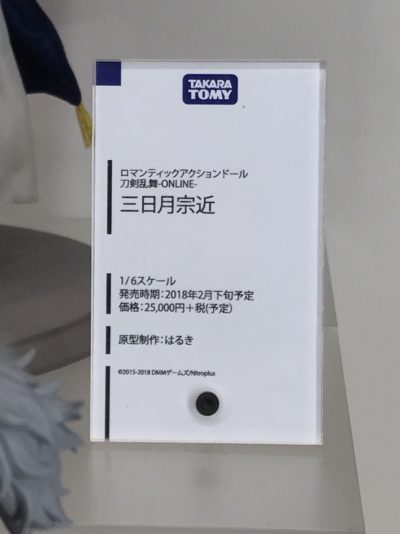 TAKARA
TOMY
ロマンティックアクションドール
刀剣乱舞-ONLINE-
三日月宗近
1/6スケール
発売時期：2018年2月下旬予定
価格：25,000円＋税(予定)
原型制作：はるき
©2015-2018 DMMゲームズ/Nitroplus